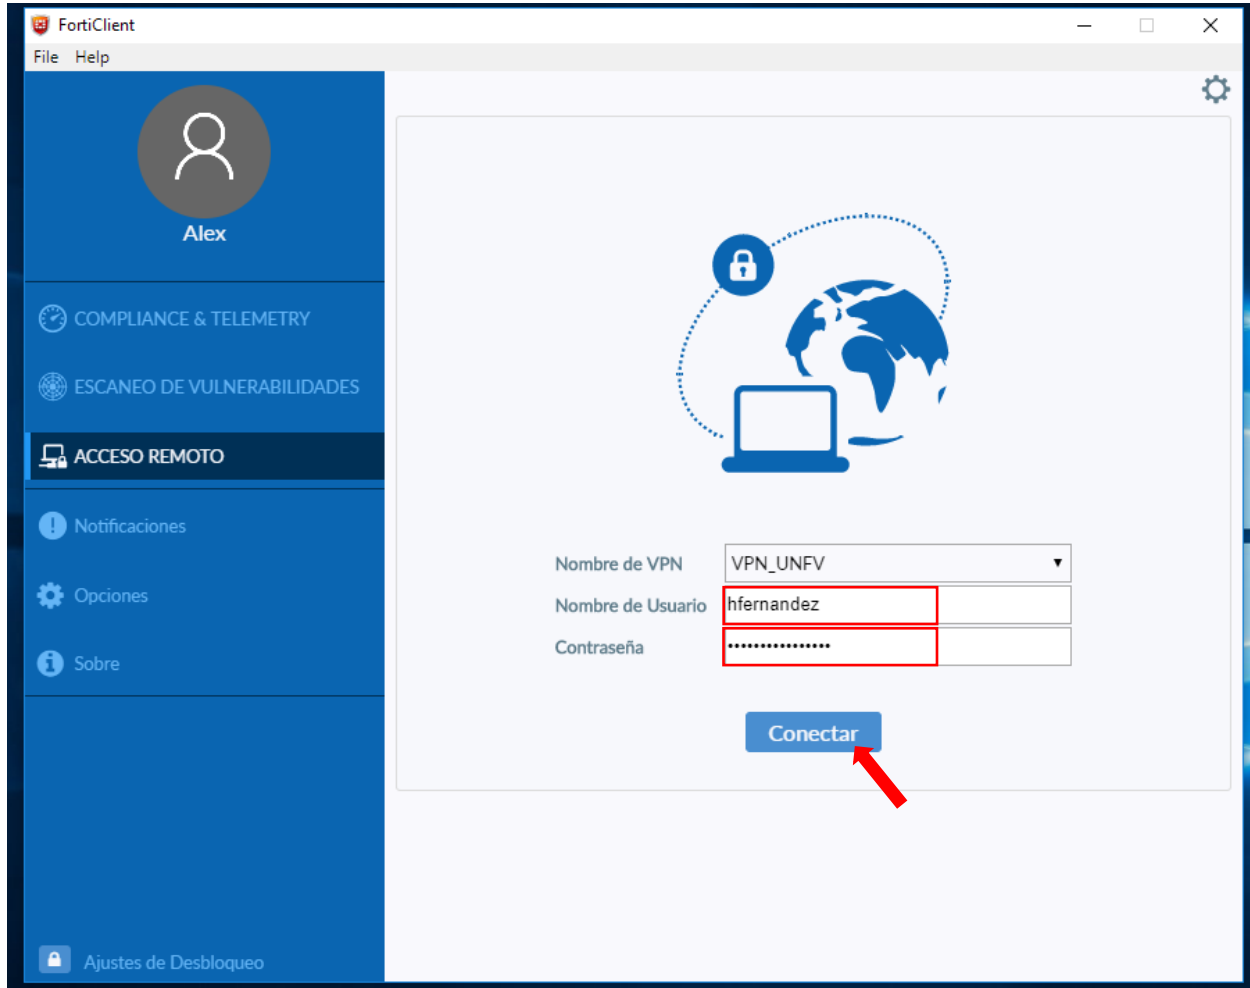 FortiClient
File Help
Alex
COMPLIANCE & TELEMETRY
ESCANEO DE VULNERABILIDADES
ACCESO REMOTO
Notificaciones
Opciones
Sobre
Ajustes de Desbloqueo
Nombre de VPN VPN_UNFV
Nombre de Usuario hfernandez
Contraseña ••••••••••••••••
Conectar